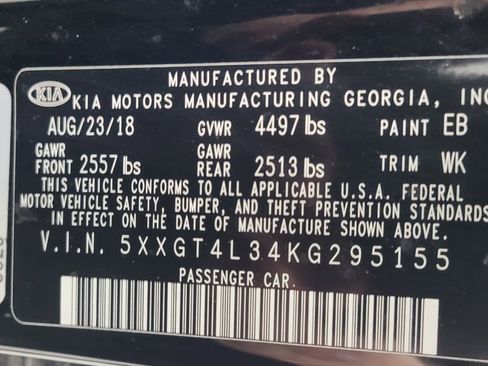 MANUFACTURED BY
KIA KIA MOTORS MANUFACTURING GEORGIA, INC
AUG/23/18 GVWR 4497 lbs PAINT EB
GAWR FRONT 2557 lbs GAWR REAR 2513 lbs TRIM WK
THIS VEHICLE CONFORMS TO ALL APPLICABLE U.S.A. FEDERAL
MOTOR VEHICLE SAFETY, BUMPER, AND THEFT PREVENTION STANDARDS
IN EFFECT ON THE DATE OF MANUFACTURE SHOWN ABOVE.
V.I.N. 5XXGT4L34KG295155
PASSENGER CAR.